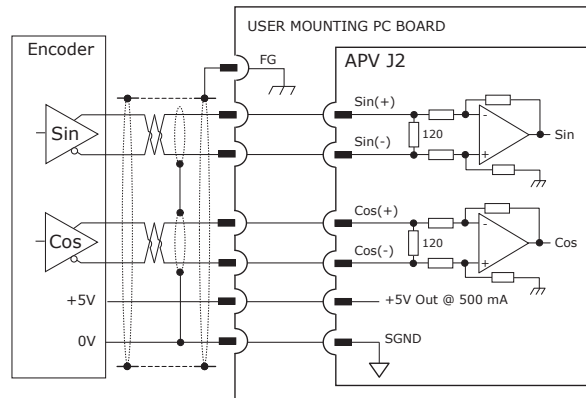 USER MOUNTING PC BOARD
Encoder
FG
APV J2
Sin(+)
Sin
120
-
+
Sin
Sin(-)
Cos(+)
Cos
120
-
+
Cos
Cos(-)
+5V
+5V Out @ 500 mA
0V
SGND